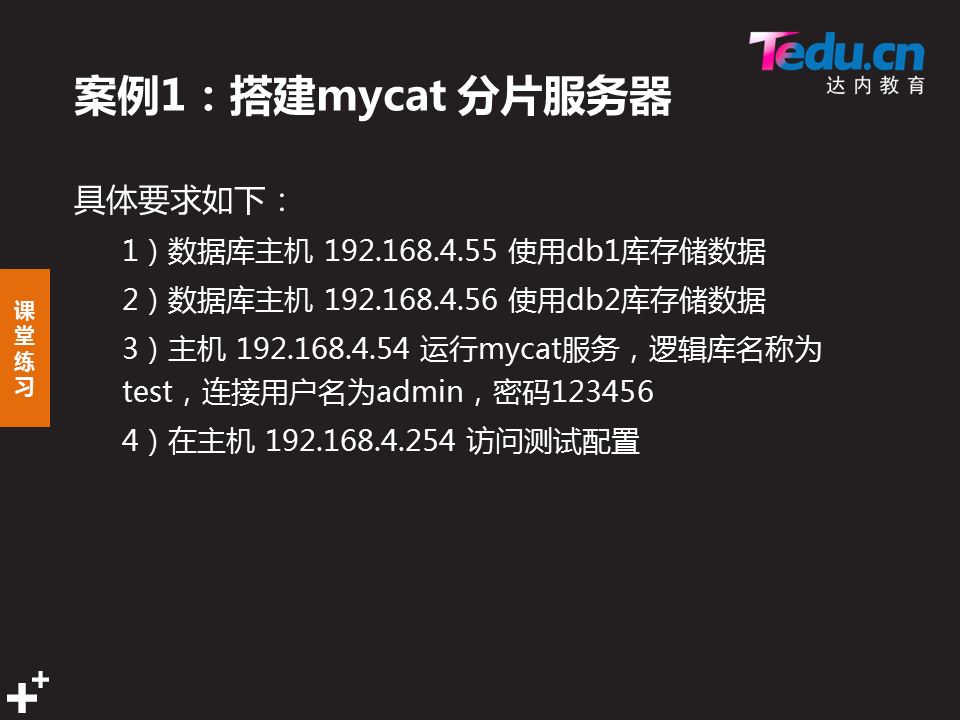 Tedu.cn
达内教育
案例1：搭建mycat 分片服务器
具体要求如下：
1）数据库主机 192.168.4.55 使用db1库存储数据
2）数据库主机 192.168.4.56 使用db2库存储数据
3）主机 192.168.4.54 运行mycat服务，逻辑库名称为
test，连接用户名为admin，密码123456
4）在主机 192.168.4.254 访问测试配置
课堂练习